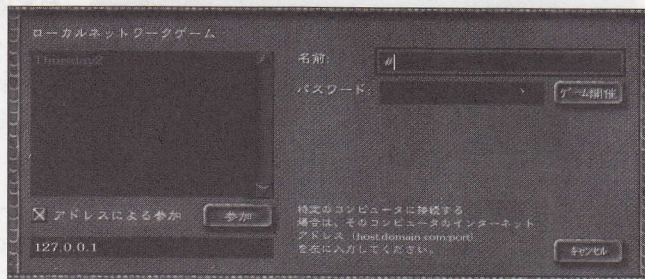 ローカルネットワークゲーム
Thursday2
名前:
パスワード:
ゲーム開催
アドレスによる参加
参加
127.0.0.1
特定のコンピュータに接続する
場合は、そのコンピュータのインターネット
アドレス (host.domain.com:port)
を左に入力してください。
キャンセル